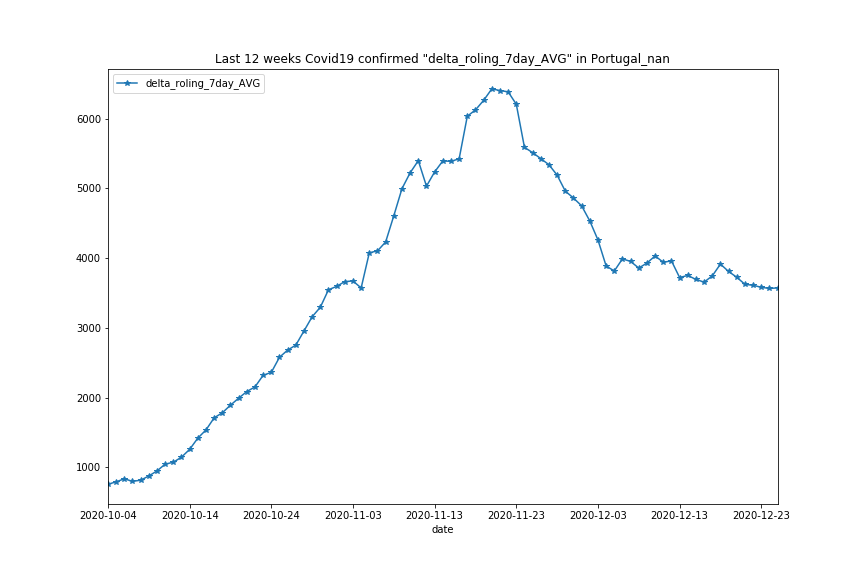 Last 12 weeks Covid19 confirmed "delta_roling_7day_AVG" in Portugal_nan
delta_roling_7day_AVG
6000
5000
4000
3000
2000
1000
2020-10-04 2020-10-14 2020-10-24 2020-11-03 2020-11-13 2020-11-23 2020-12-03 2020-12-13 2020-12-23
date